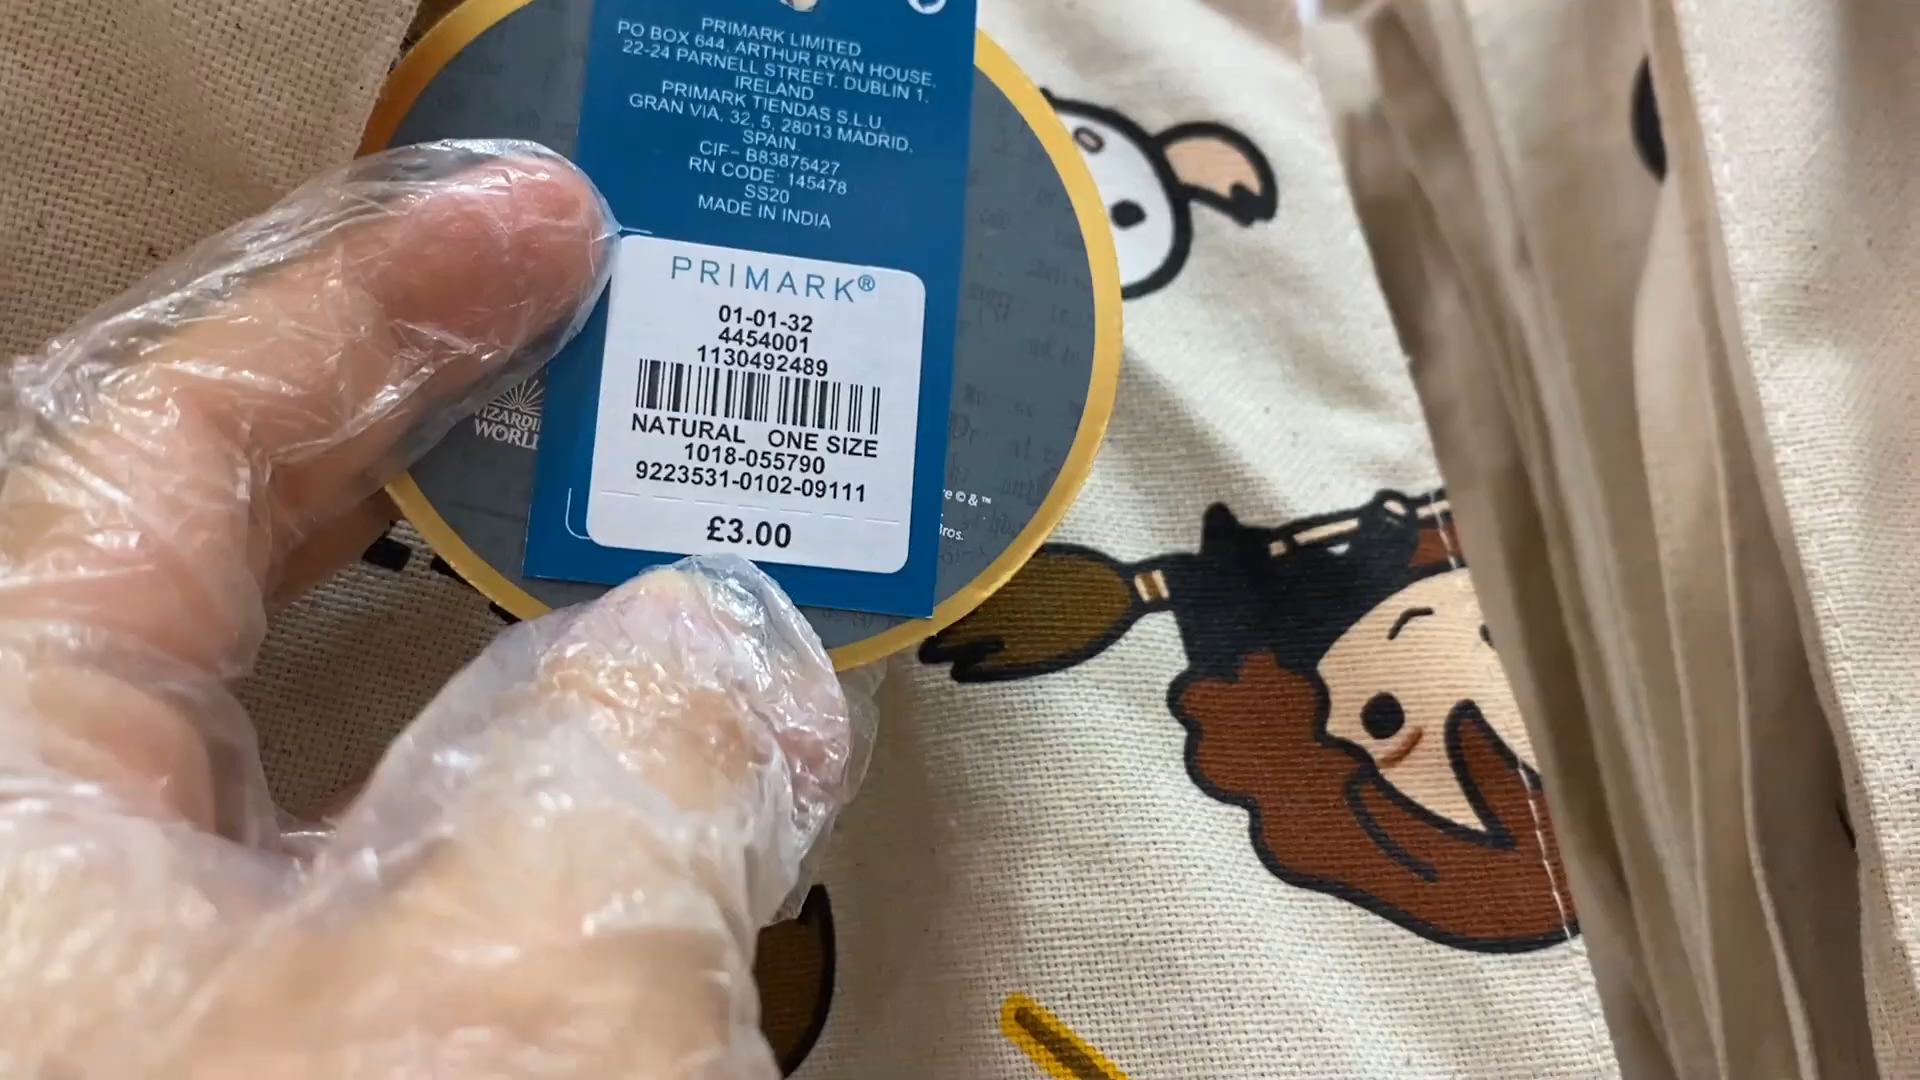 PRIMARK LIMITED
PO BOX 644, ARTHUR RYAN HOUSE,
22-24 PARNELL STREET, DUBLIN 1,
IRELAND
PRIMARK TIENDAS S.L.U.
GRAN VIA, 32, 5, 28013 MADRID,
SPAIN.
CIF- B83875427
RN CODE: 145478
SS20
MADE IN INDIA
PRIMARK®
01-01-32
4454001
1130492489
NATURAL ONE SIZE
1018-055790
9223531-0102-09111
£3.00
WORLD
© & ™